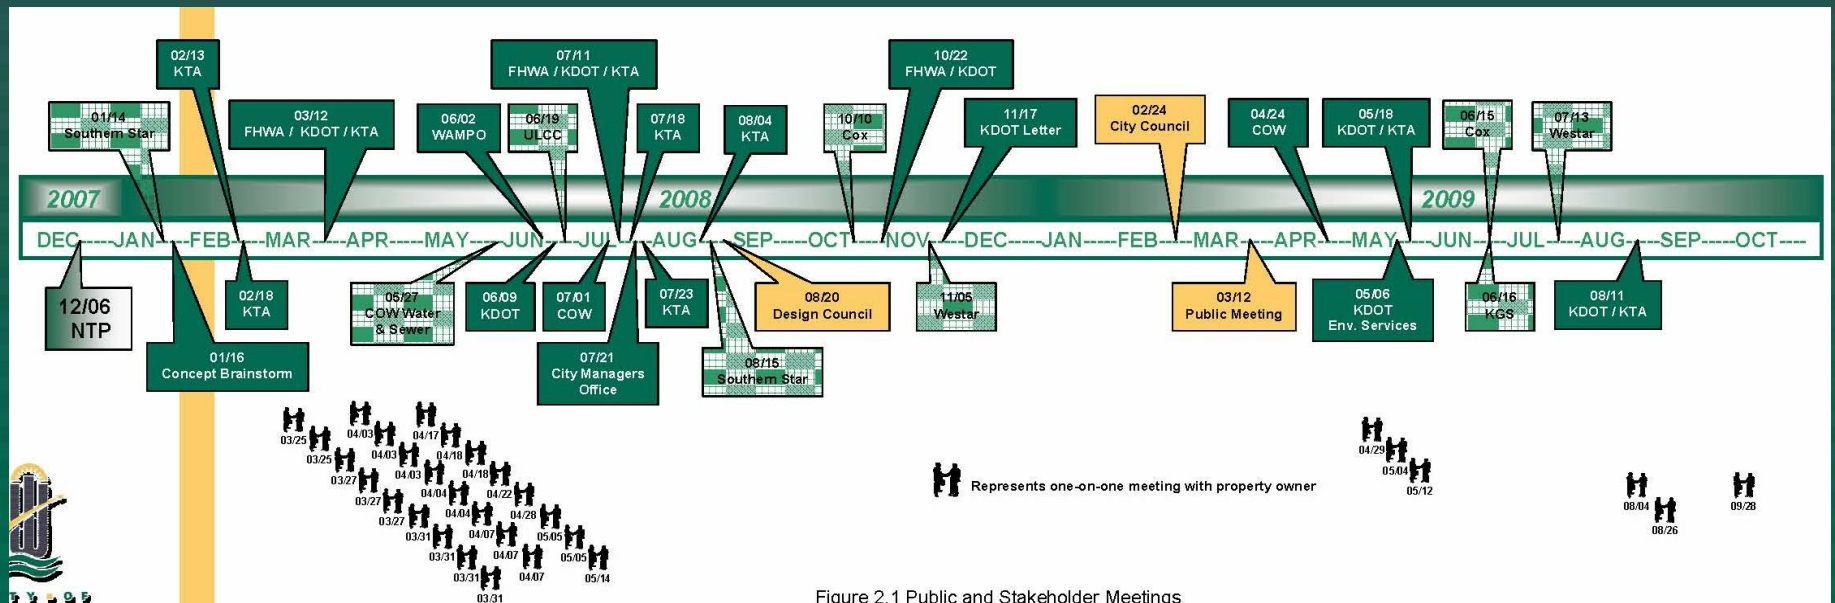 02/13
KTA
07/11
FHWA / KDOT / KTA
10/22
FHWA / KDOT
01/14
Southern Star
03/12
FHWA / KDOT / KTA
06/02
WAMPO
06/19
ULCC
07/18
KTA
08/04
KTA
10/10
Cox
11/17
KDOT Letter
02/24
City Council
04/24
COW
05/18
KDOT / KTA
06/15
Cox
07/13
Westar
2007
2008
2009
DEC-----JAN-----FEB-----MAR-----APR-----MAY-----JUN-----JUL-----AUG-----SEP-----OCT-----NOV-----DEC-----JAN-----FEB-----MAR-----APR-----MAY-----JUN-----JUL-----AUG-----SEP-----OCT----
12/06
NTP
01/16
Concept Brainstorm
02/18
KTA
05/27
COW Water
& Sewer
06/09
KDOT
07/01
COW
07/21
City Managers
Office
07/23
KTA
08/15
Southern Star
08/20
Design Council
11/05
Westar
03/12
Public Meeting
05/06
KDOT
Env. Services
06/16
KGS
08/11
KDOT / KTA
03/25
03/25
03/27
03/27
03/27
03/31
03/31
03/31
03/31
04/03
04/03
04/03
04/04
04/04
04/07
04/07
04/07
04/17
04/18
04/18
04/22
04/28
05/05
05/05
05/14
Represents one-on-one meeting with property owner
04/29
05/04
05/12
08/04
08/26
09/28
T Y O F
Figure 2.1 Public and Stakeholder Meetings